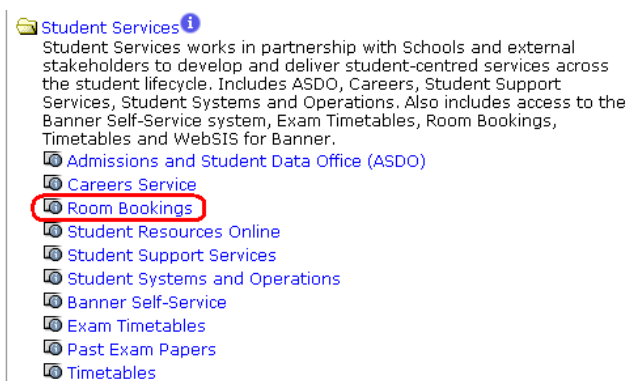 Student Services
Student Services works in partnership with Schools and external
stakeholders to develop and deliver student-centred services across
the student lifecycle. Includes ASDO, Careers, Student Support
Services, Student Systems and Operations. Also includes access to the
Banner Self-Service system, Exam Timetables, Room Bookings,
Timetables and WebSIS for Banner.
Admissions and Student Data Office (ASDO)
Careers Service
Room Bookings
Student Resources Online
Student Support Services
Student Systems and Operations
Banner Self-Service
Exam Timetables
Past Exam Papers
Timetables